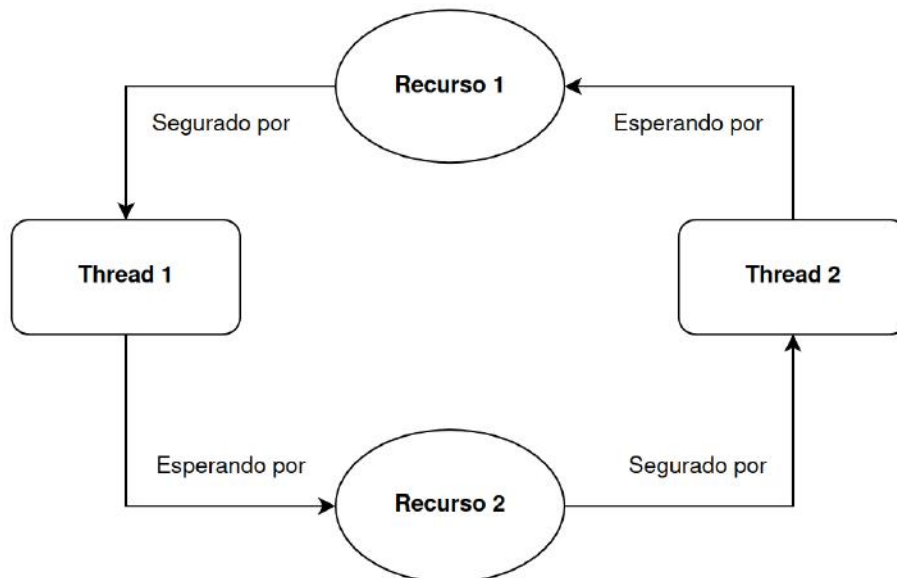 Recurso 1
Segurado por
Esperando por
Thread 1
Thread 2
Esperando por
Segurado por
Recurso 2